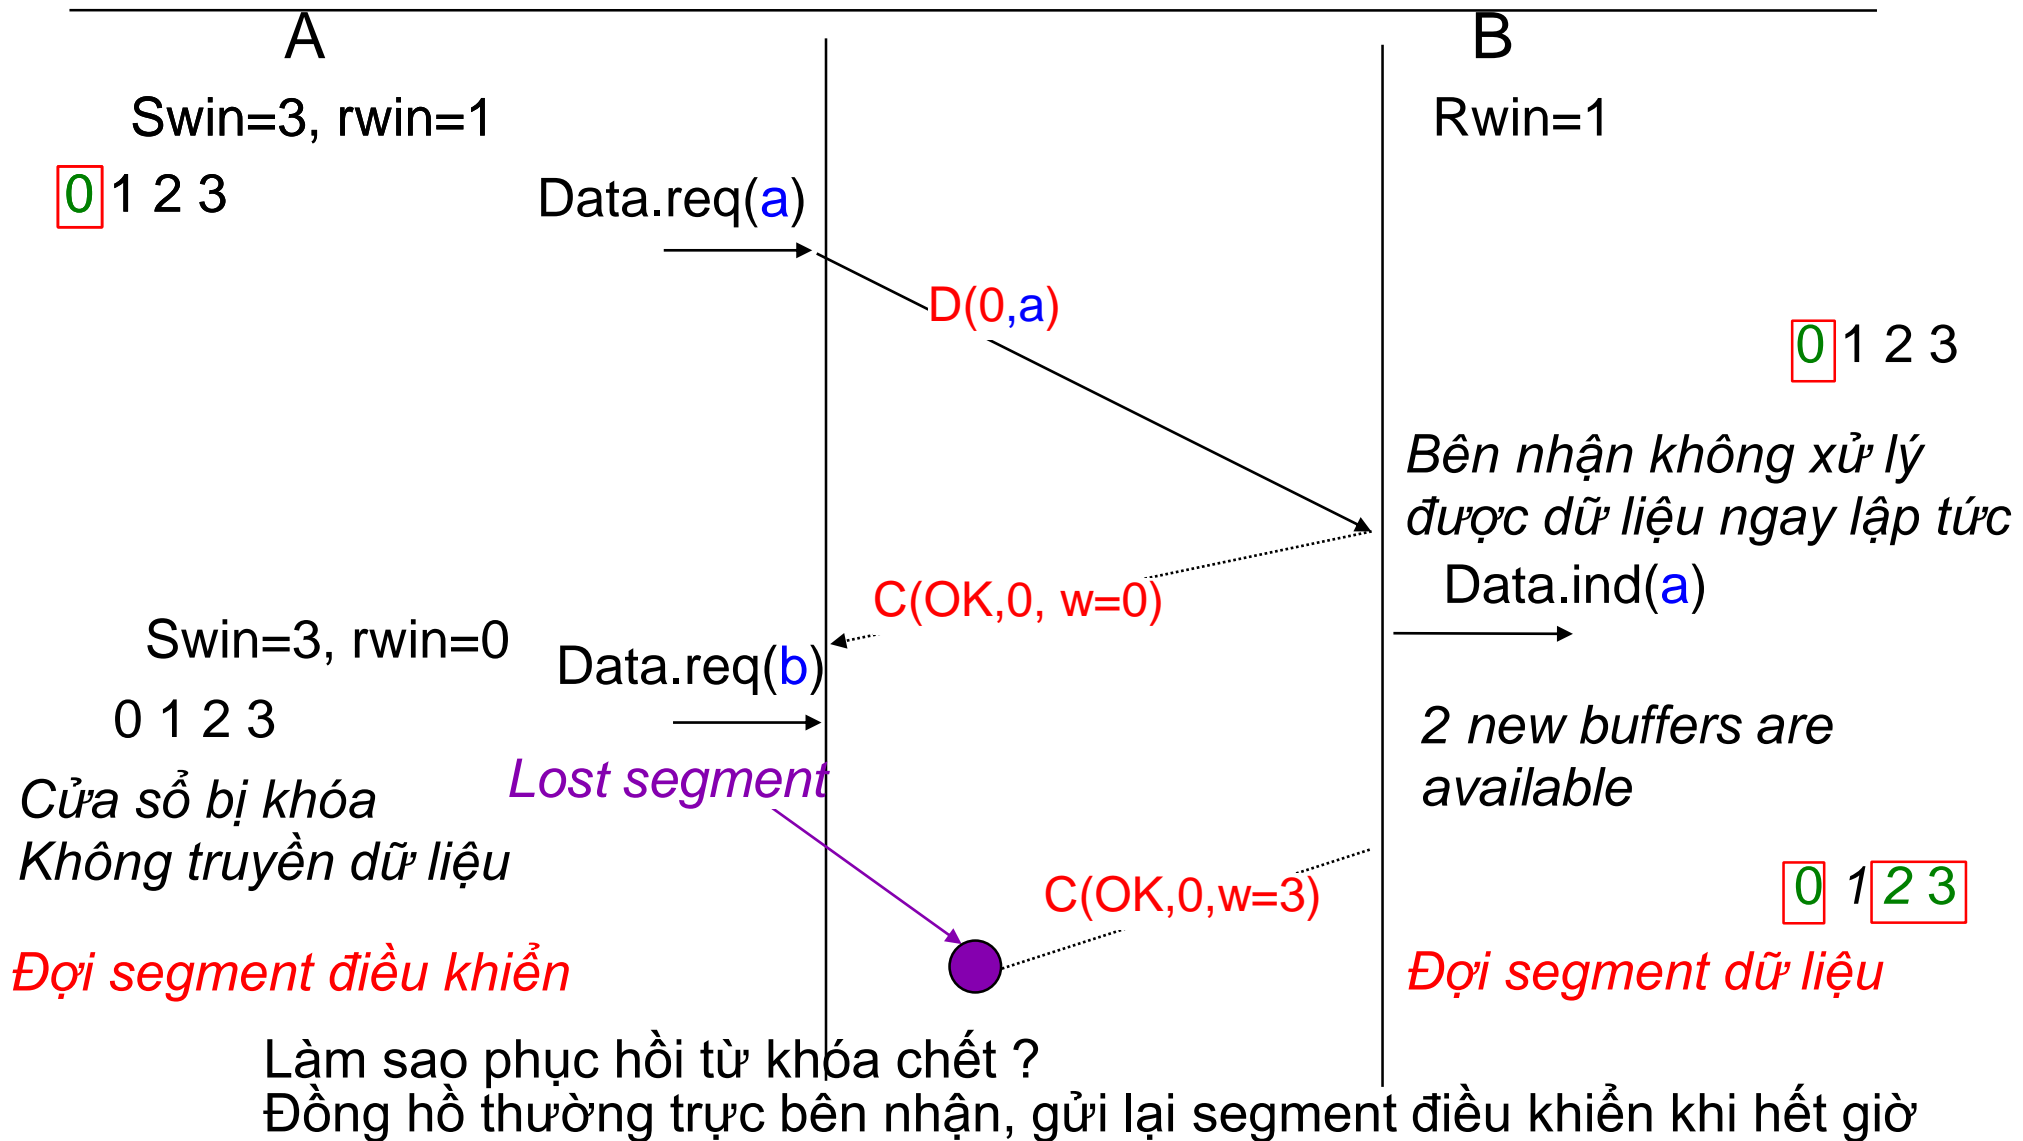 A
B
Swin=3, rwin=1
Rwin=1
0 1 2 3
Data.req(a)
D(0,a)
0 1 2 3
Bên nhận không xử lý
được dữ liệu ngay lập tức
C(OK,0, w=0)
Data.ind(a)
Swin=3, rwin=0
Data.req(b)
0 1 2 3
2 new buffers are
available
Lost segment
Cửa sổ bị khóa
Không truyền dữ liệu
C(OK,0,w=3)
0 1 2 3
Đợi segment điều khiển
Đợi segment dữ liệu
Làm sao phục hồi từ khóa chết ?
Đồng hồ thường trực bên nhận, gửi lại segment điều khiển khi hết giờ